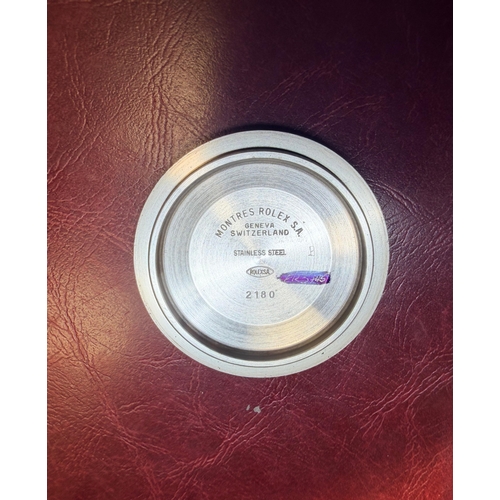 MONTRES ROLEX S.A.
GENEVA
SWITZERLAND
STAINLESS STEEL
ROLEX S.A
2180